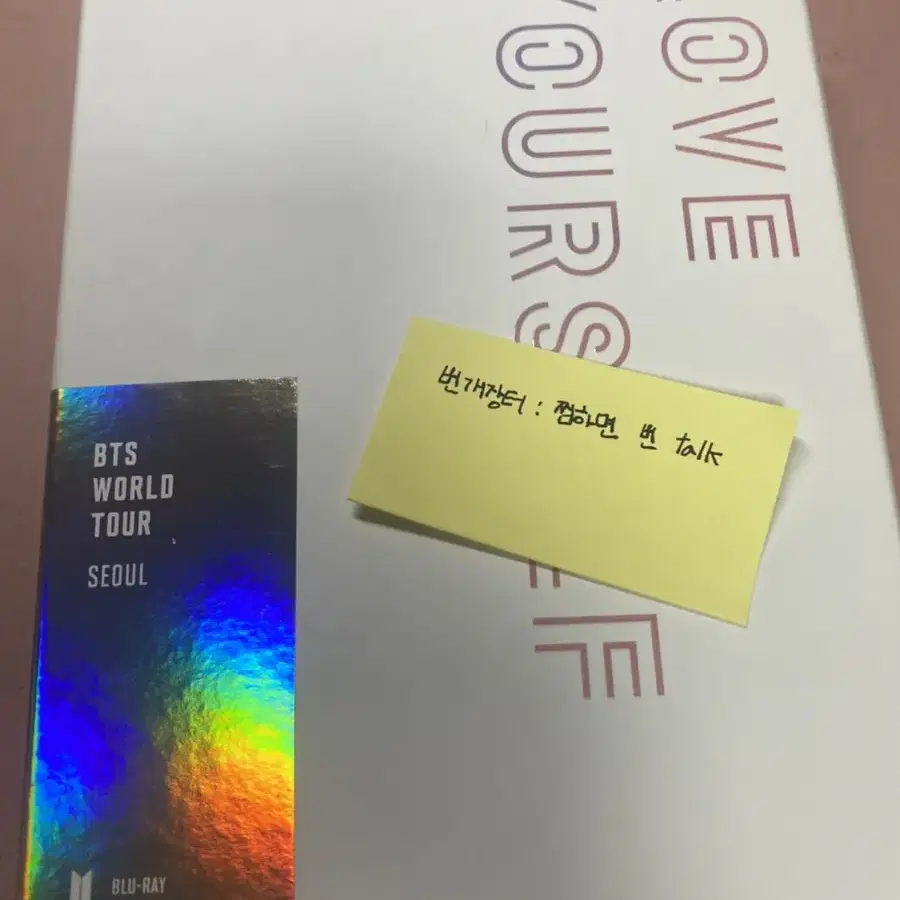 LOVE
YOURSELF
번개장터 : 찜하면 번 talk
BTS
WORLD
TOUR
SEOUL
BLU-RAY